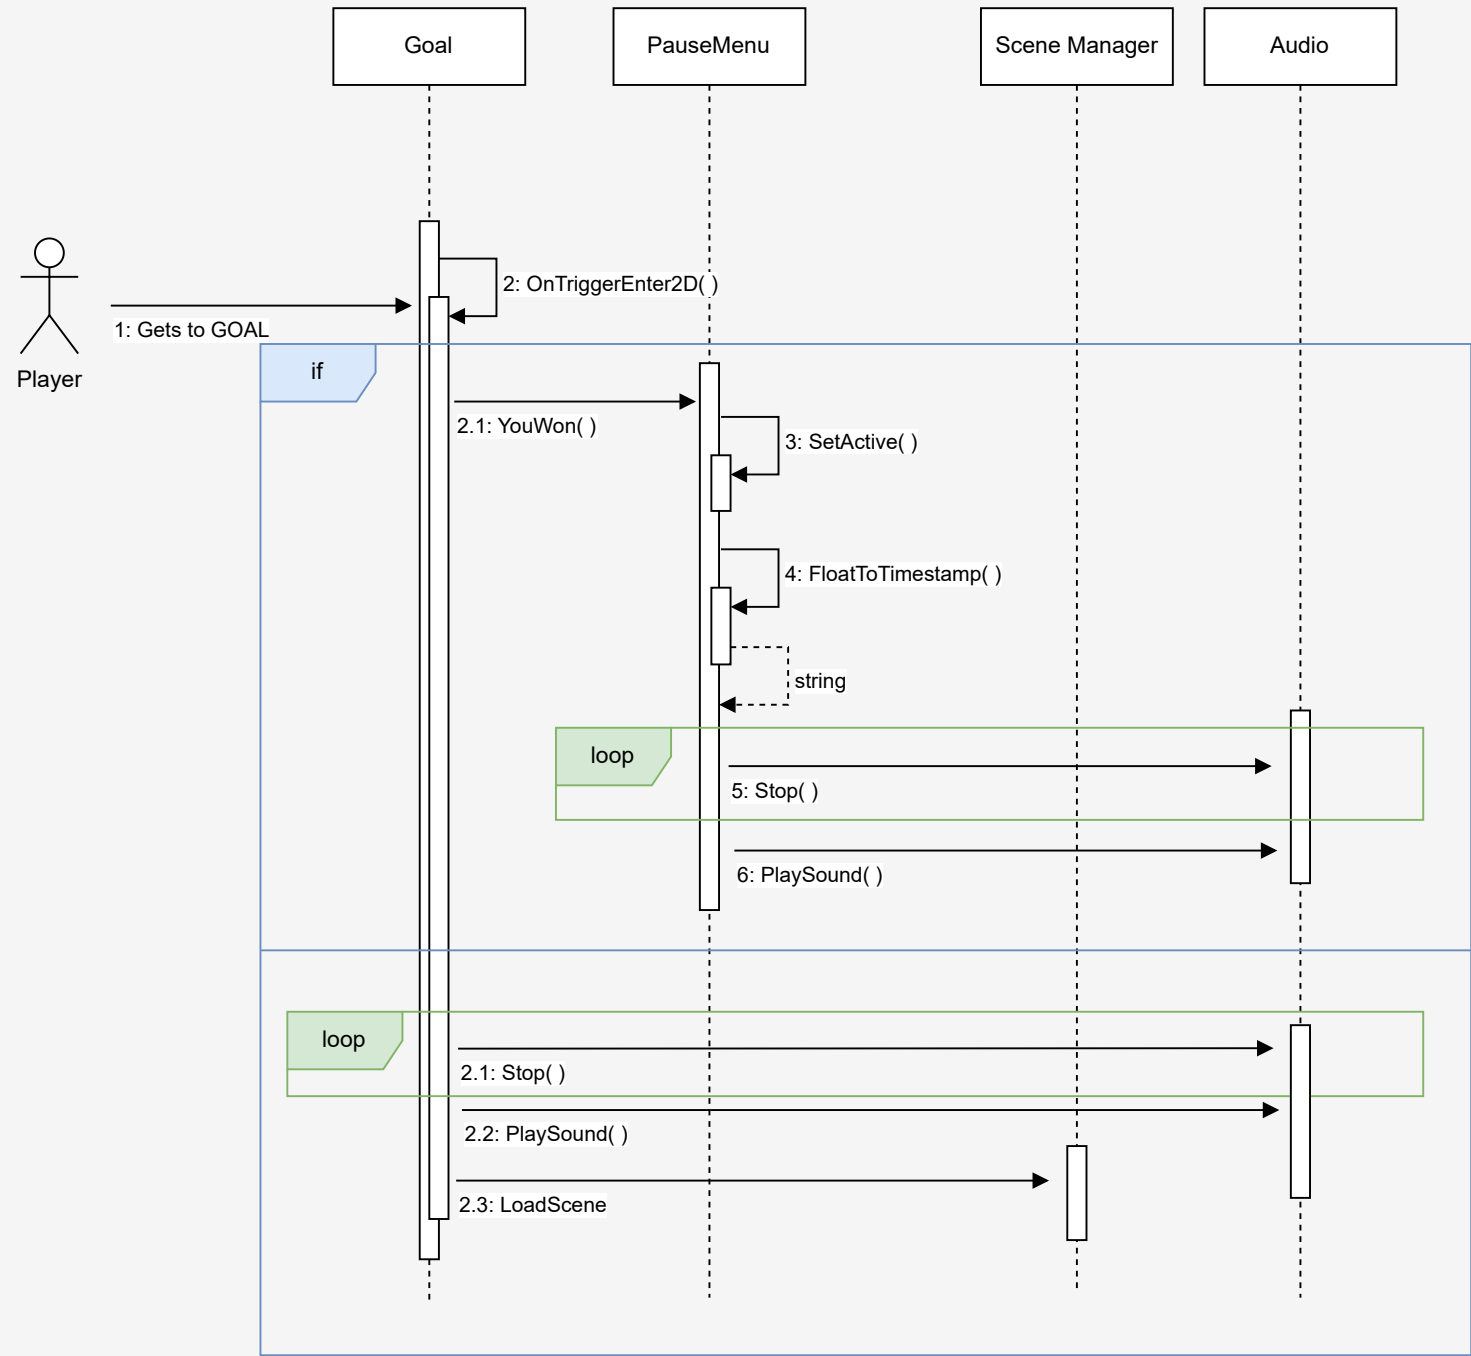 Goal
PauseMenu
Scene Manager
Audio
2: OnTriggerEnter2D( )
1: Gets to GOAL
Player
if
2.1: YouWon( )
3: SetActive( )
4: FloatToTimestamp( )
string
loop
5: Stop( )
6: PlaySound( )
loop
2.1: Stop( )
2.2: PlaySound( )
2.3: LoadScene